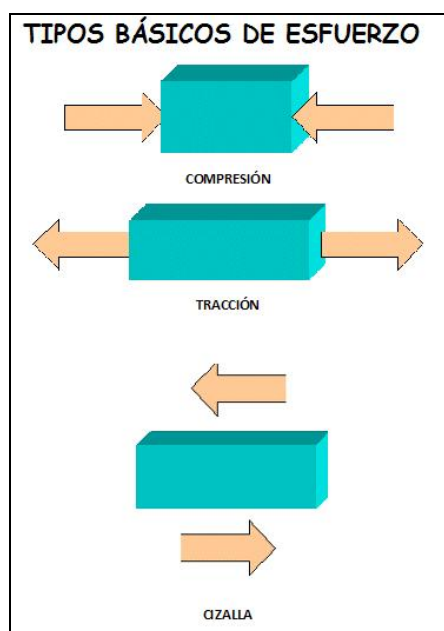 TIPOS BÁSICOS DE ESFUERZO
COMPRESIÓN
TRACCIÓN
CIZALLA